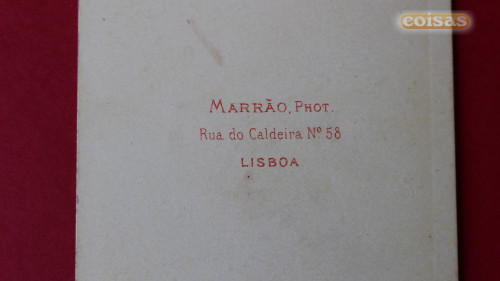 coisas
MARRÃO, PHOT.
Rua do Caldeira Nº 58
LISBOA